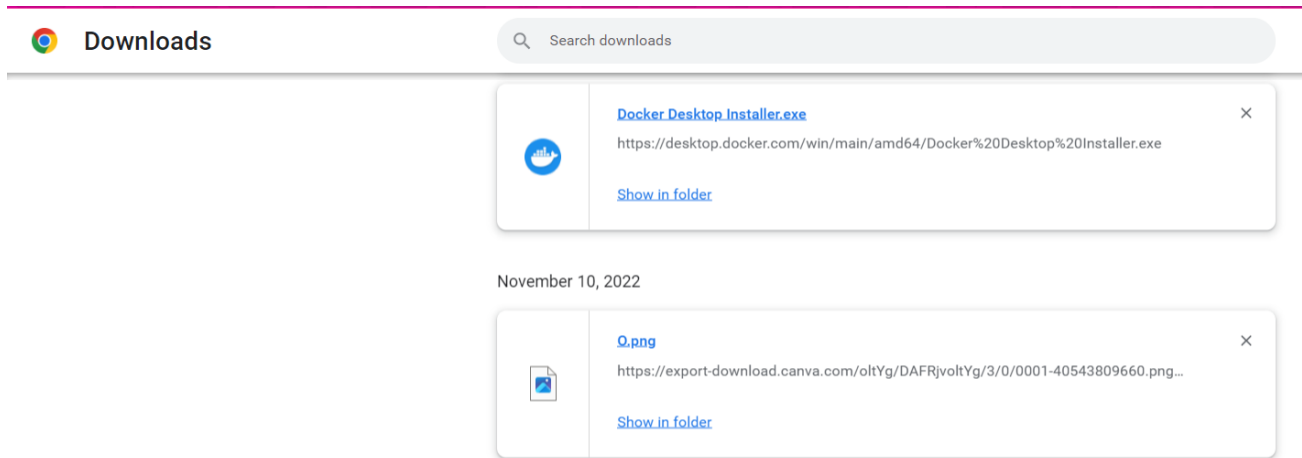 Downloads
Search downloads
Docker Desktop Installer.exe
https://desktop.docker.com/win/main/amd64/Docker%20Desktop%20Installer.exe
Show in folder
November 10, 2022
O.png
https://export-download.canva.com/oltYg/DAFRjvoltYg/3/0/0001-40543809660.png...
Show in folder